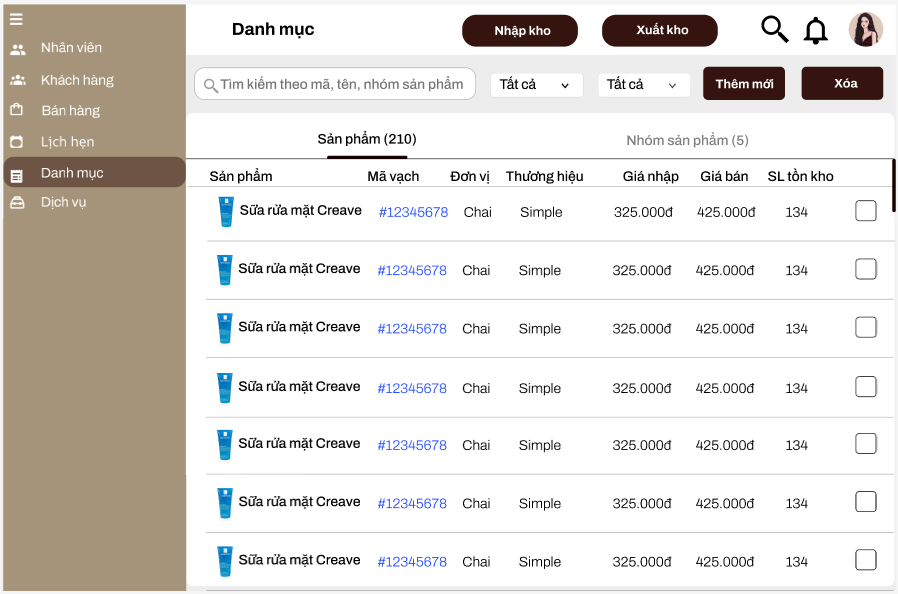 Danh mục
Nhập kho
Xuất kho
Nhân viên
Khách hàng
Bán hàng
Lịch hẹn
Danh mục
Dịch vụ
Tìm kiếm theo mã, tên, nhóm sản phẩm
Tất cả
Tất cả
Thêm mới
Xóa
Sản phẩm (210)
Nhóm sản phẩm (5)
Sản phẩm Mã vạch Đơn vị Thương hiệu Giá nhập Giá bán SL tồn kho
Sữa rửa mặt Creave #12345678 Chai Simple 325.000đ 425.000đ 134
Sữa rửa mặt Creave #12345678 Chai Simple 325.000đ 425.000đ 134
Sữa rửa mặt Creave #12345678 Chai Simple 325.000đ 425.000đ 134
Sữa rửa mặt Creave #12345678 Chai Simple 325.000đ 425.000đ 134
Sữa rửa mặt Creave #12345678 Chai Simple 325.000đ 425.000đ 134
Sữa rửa mặt Creave #12345678 Chai Simple 325.000đ 425.000đ 134
Sữa rửa mặt Creave #12345678 Chai Simple 325.000đ 425.000đ 134